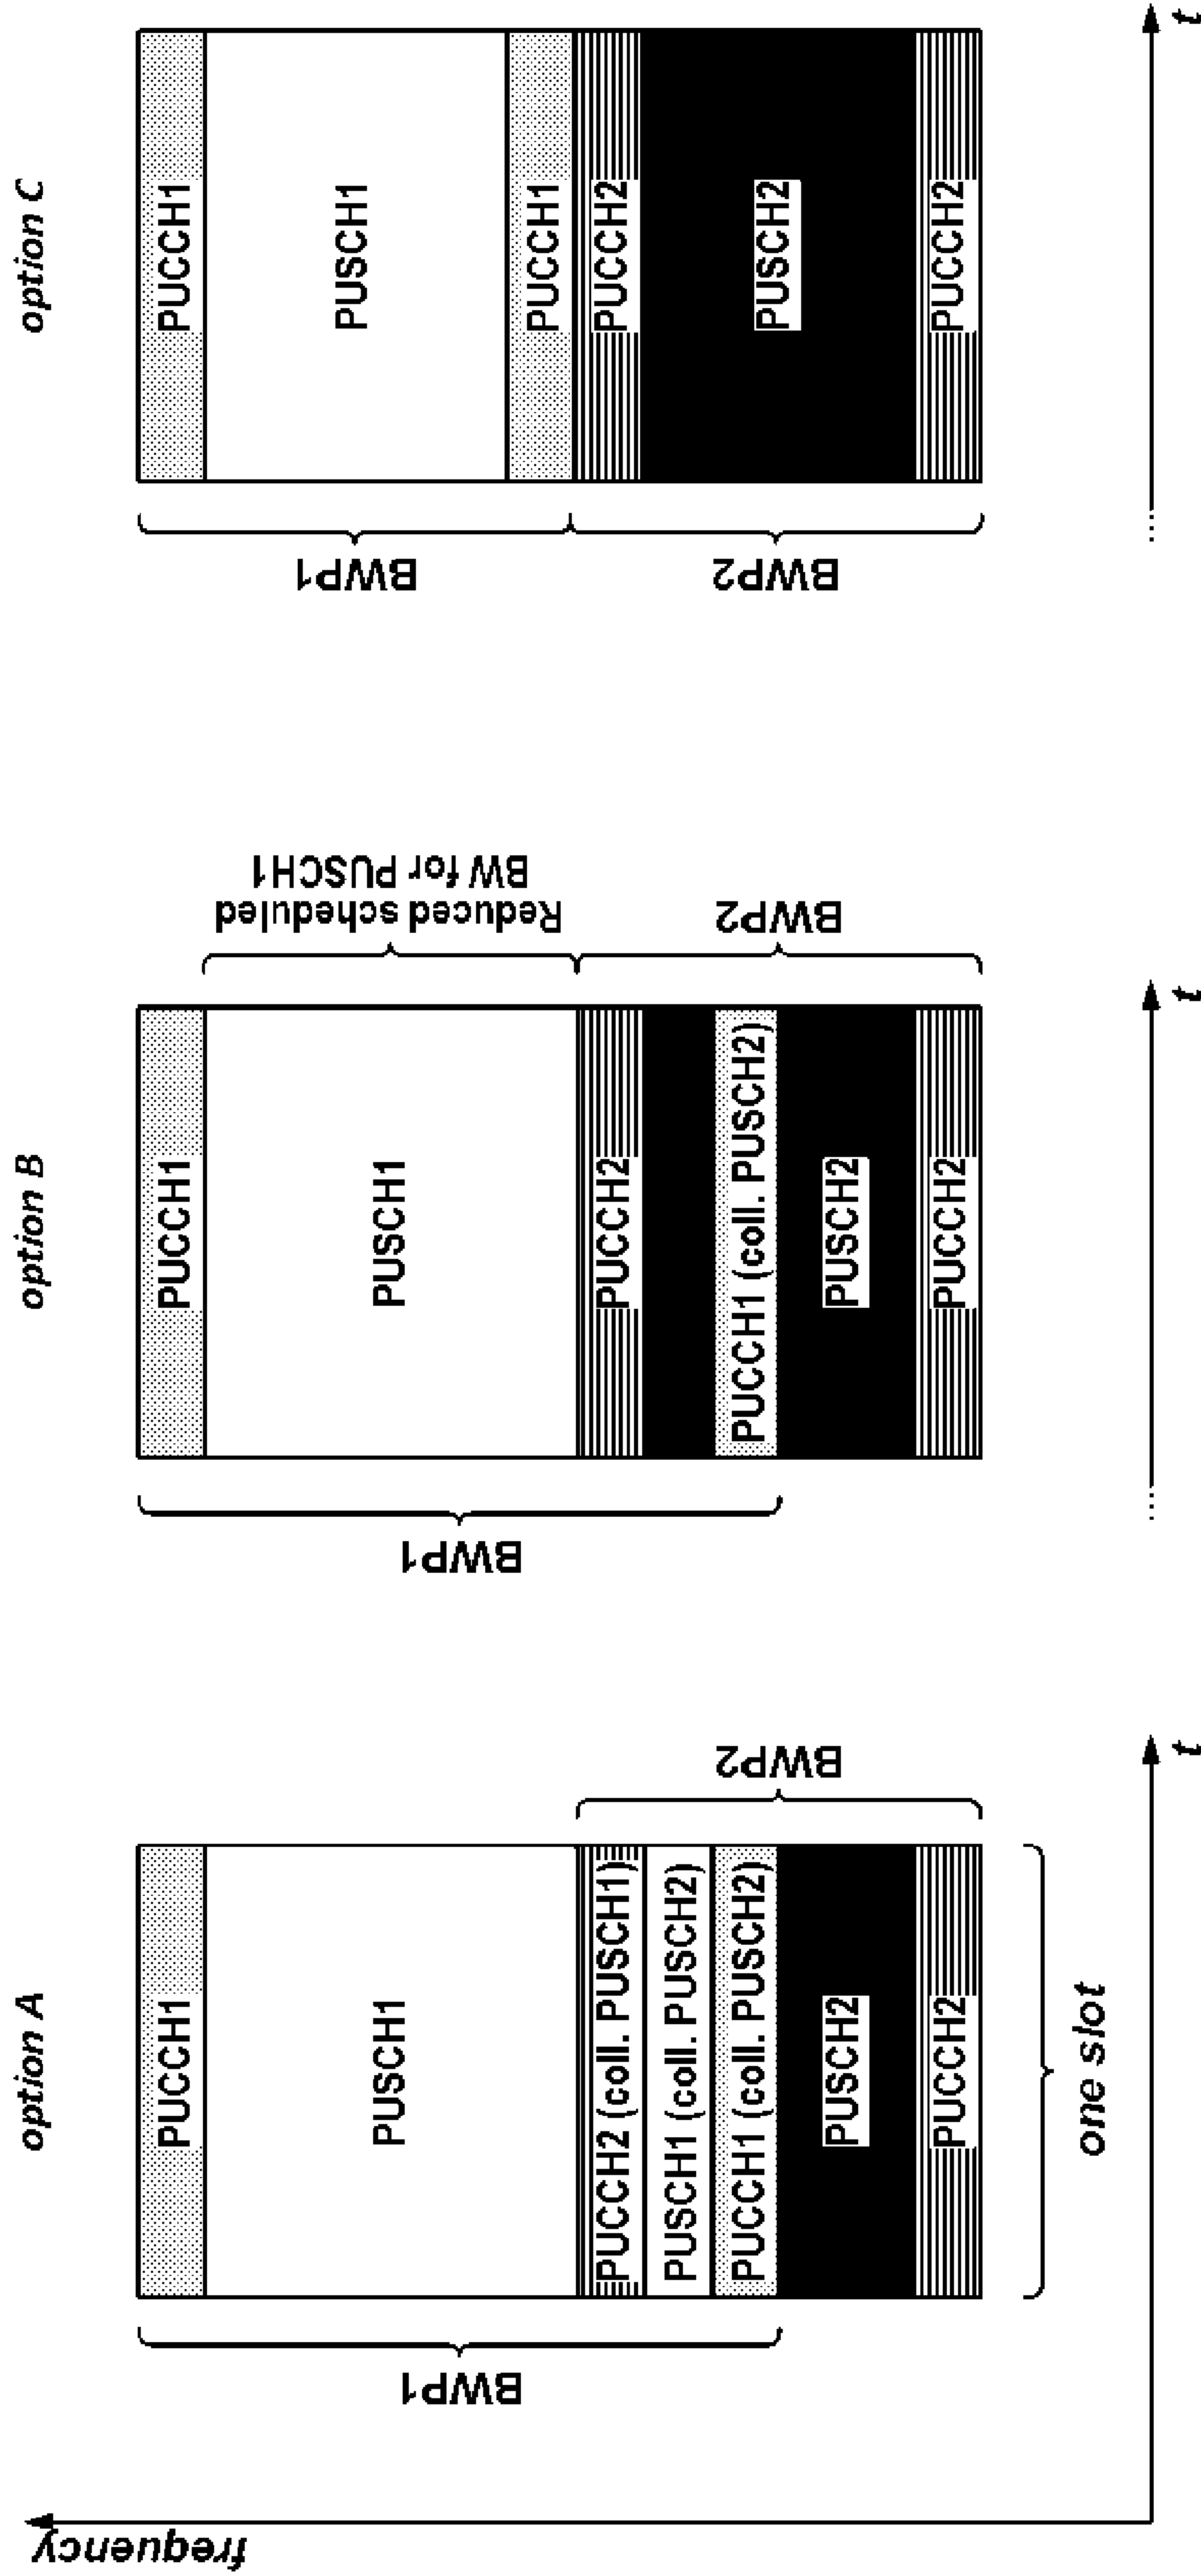 frequency
option A
BWP1
PUCCH1
PUSCH1
PUCCH2 (coll. PUSCH1)
PUSCH1 (coll. PUSCH2)
PUCCH1 (coll. PUSCH2)
PUSCH2
PUCCH2
BWP2
one slot
t
option B
BWP1
PUCCH1
PUSCH1
PUCCH2
PUCCH1 (coll. PUSCH2)
PUSCH2
PUCCH2
Reduced scheduled
BW for PUSCH1
BWP2
t
option C
BWP1
BWP2
PUCCH1
PUSCH1
PUCCH1
PUCCH2
PUSCH2
PUCCH2
t